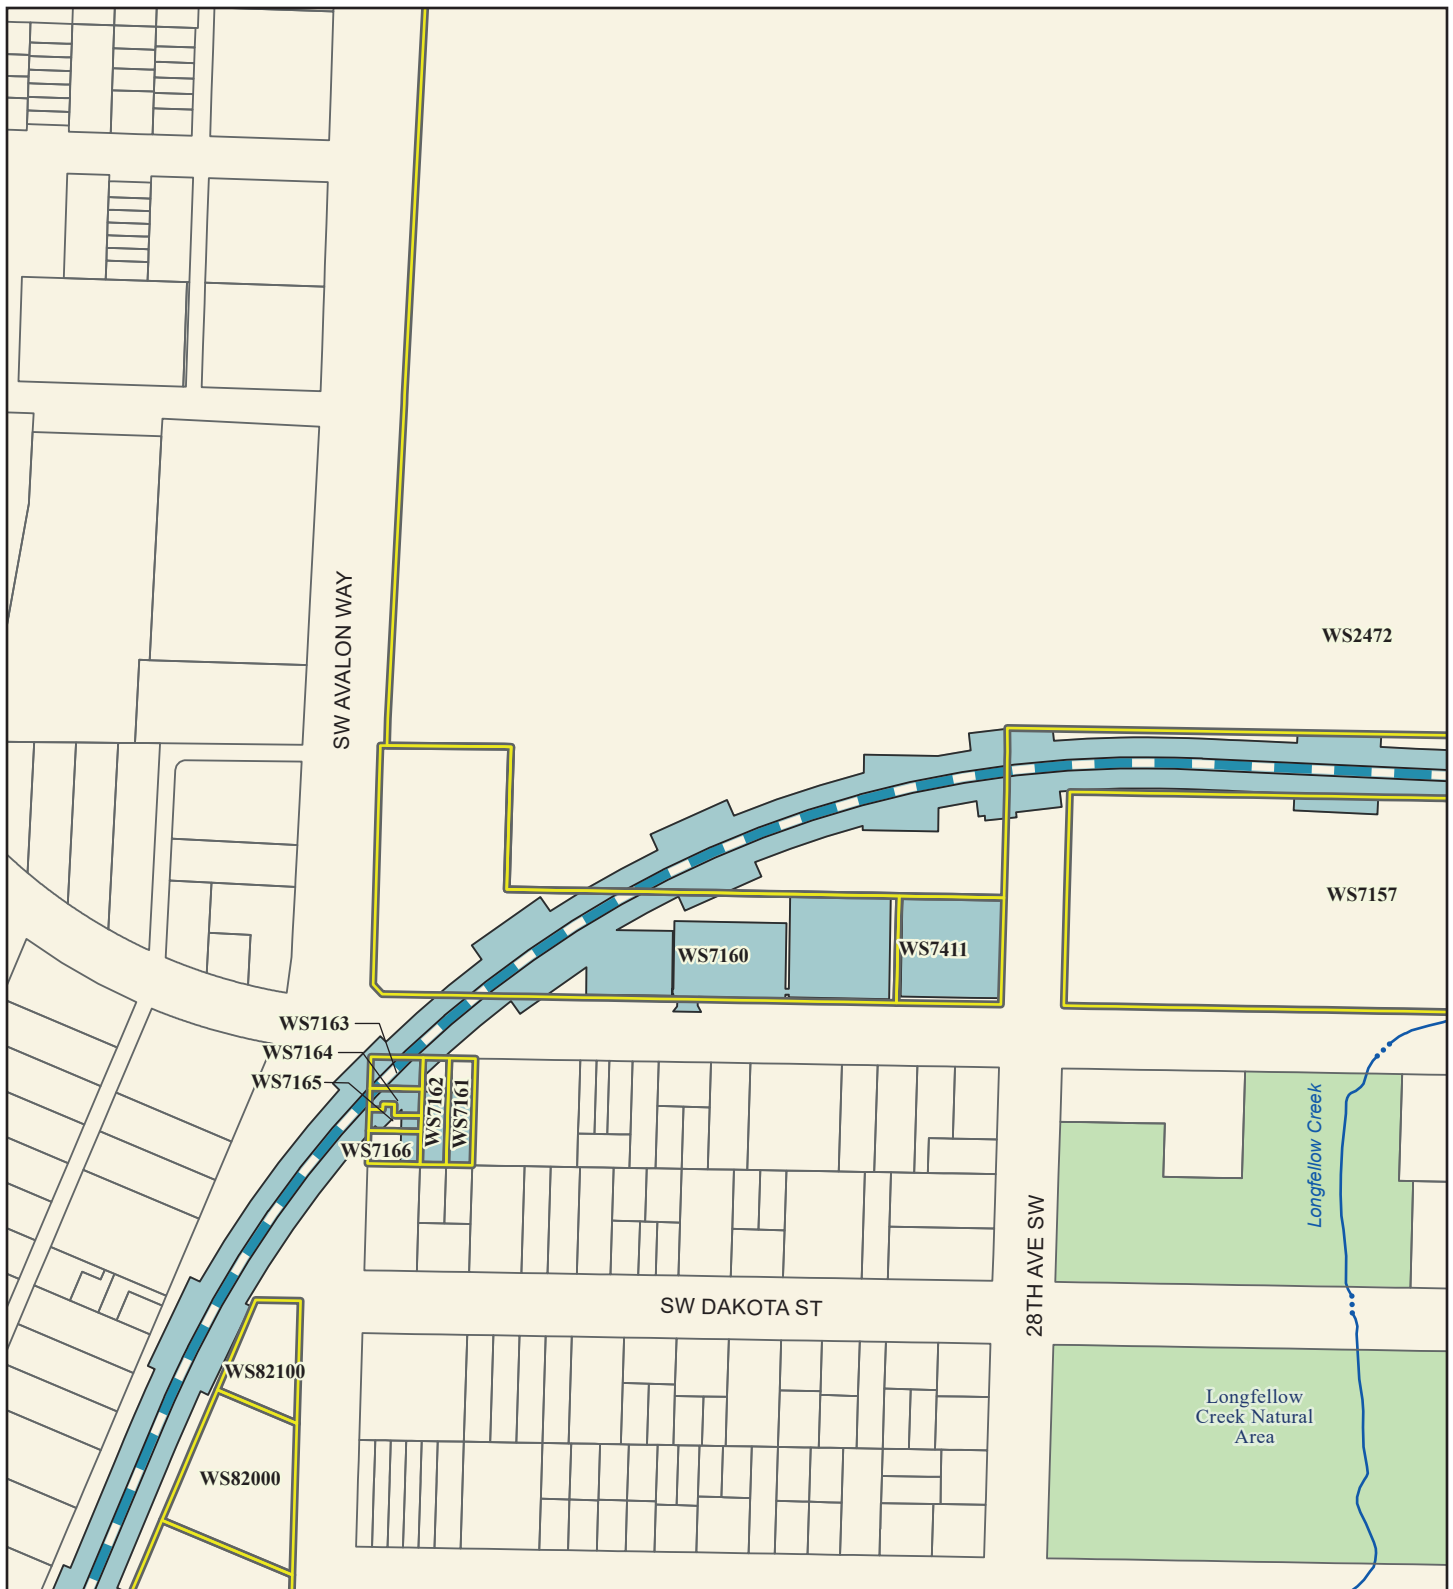 SW AVALON WAY
WS2472
WS7157
WS7160
WS7411
WS7163
WS7164
WS7165
WS7162
WS7161
WS7166
Longfellow Creek
28TH AVE SW
SW DAKOTA ST
WS82100
Longfellow
Creek Natural
Area
WS82000